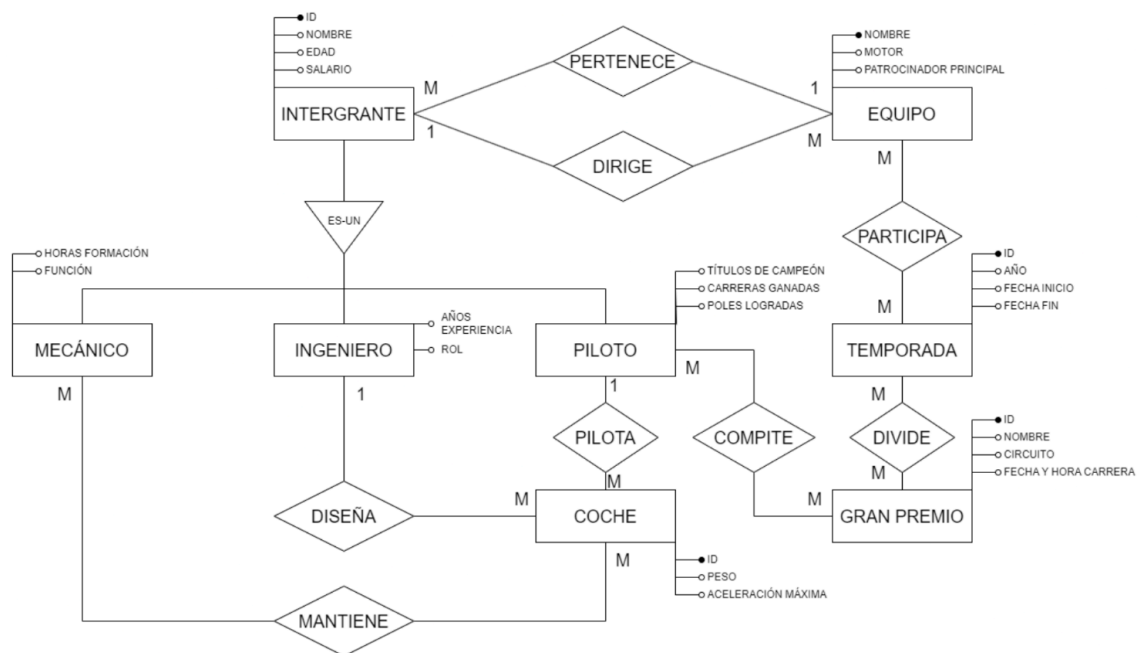 ID
NOMBRE
EDAD
SALARIO
INTERGRANTE
M
1
PERTENECE
DIRIGE
NOMBRE
MOTOR
PATROCINADOR PRINCIPAL
1
EQUIPO
M
M
ES-UN
PARTICIPA
M
HORAS FORMACIÓN
FUNCIÓN
MECÁNICO
M
AÑOS
EXPERIENCIA
ROL
INGENIERO
1
TÍTULOS DE CAMPEÓN
CARRERAS GANADAS
POLES LOGRADAS
PILOTO
1
M
ID
AÑO
FECHA INICIO
FECHA FIN
TEMPORADA
M
PILOTA
COMPITE
DIVIDE
ID
NOMBRE
CIRCUITO
FECHA Y HORA CARRERA
M
M
GRAN PREMIO
DISEÑA
M
M
COCHE
M
ID
PESO
ACELERACIÓN MÁXIMA
MANTIENE